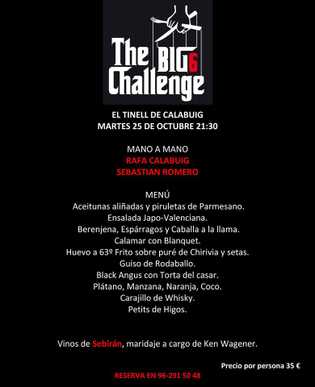 The BIG6
Challenge
EL TINELL DE CALABUIG
MARTES 25 DE OCTUBRE 21:30
MANO A MANO
RAFA CALABUIG
SEBASTIAN ROMERO
MENÚ
Aceitunas aliñadas y piruletas de Parmesano.
Ensalada Japo-Valenciana.
Berenjena, Espárragos y Caballa a la llama.
Calamar con Blanquet.
Huevo a 63º Frito sobre puré de Chirivia y setas.
Guiso de Rodaballo.
Black Angus con Torta del casar.
Plátano, Manzana, Naranja, Coco.
Carajillo de Whisky.
Petits de Higos.
Vinos de Sebirán, maridaje a cargo de Ken Wagener.
Precio por persona 35 €
RESERVA EN 96-291 50 48